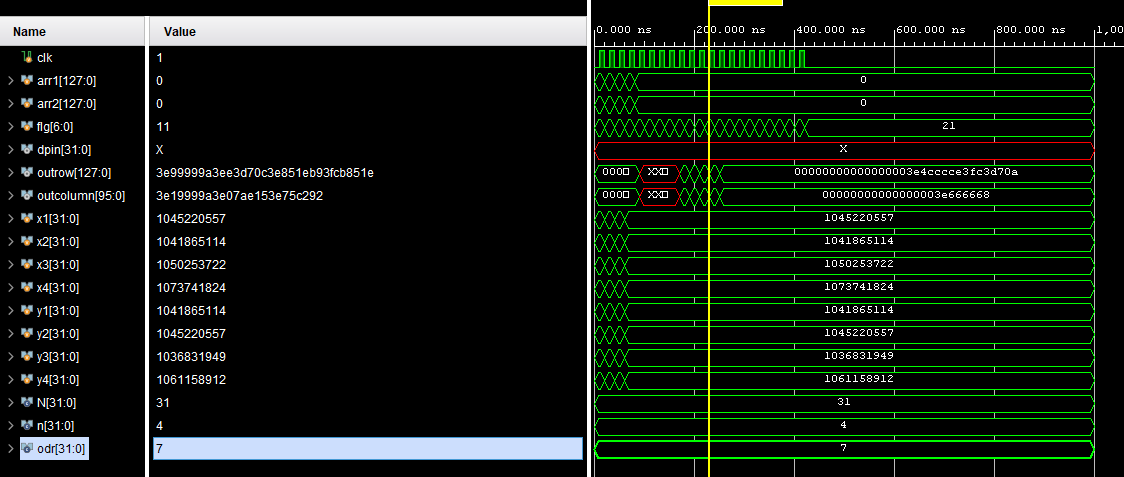 Name Value
0.000 ns 200.000 ns 400.000 ns 600.000 ns 800.000 ns 1,00
clk 1
arr1[127:0] 0 0
arr2[127:0] 0 0
flg[6:0] 11 21
dpin[31:0] X X
outrow[127:0] 3e99999a3ee3d70c3e851eb93fcb851e 000 XX 00000000000000003e4cccce3fc3d70a
outcolumn[95:0] 3e19999a3e07ae153e75c292 000 XX 00000000000000003e666668
x1[31:0] 1045220557 1045220557
x2[31:0] 1041865114 1041865114
x3[31:0] 1050253722 1050253722
x4[31:0] 1073741824 1073741824
y1[31:0] 1041865114 1041865114
y2[31:0] 1045220557 1045220557
y3[31:0] 1036831949 1036831949
y4[31:0] 1061158912 1061158912
N[31:0] 31 31
n[31:0] 4 4
odr[31:0] 7 7